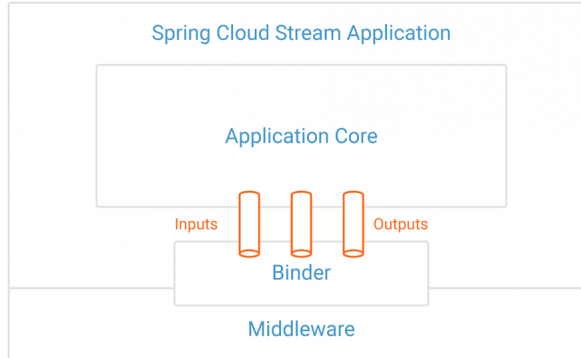 Spring Cloud Stream Application
Application Core
Inputs
Outputs
Binder
Middleware